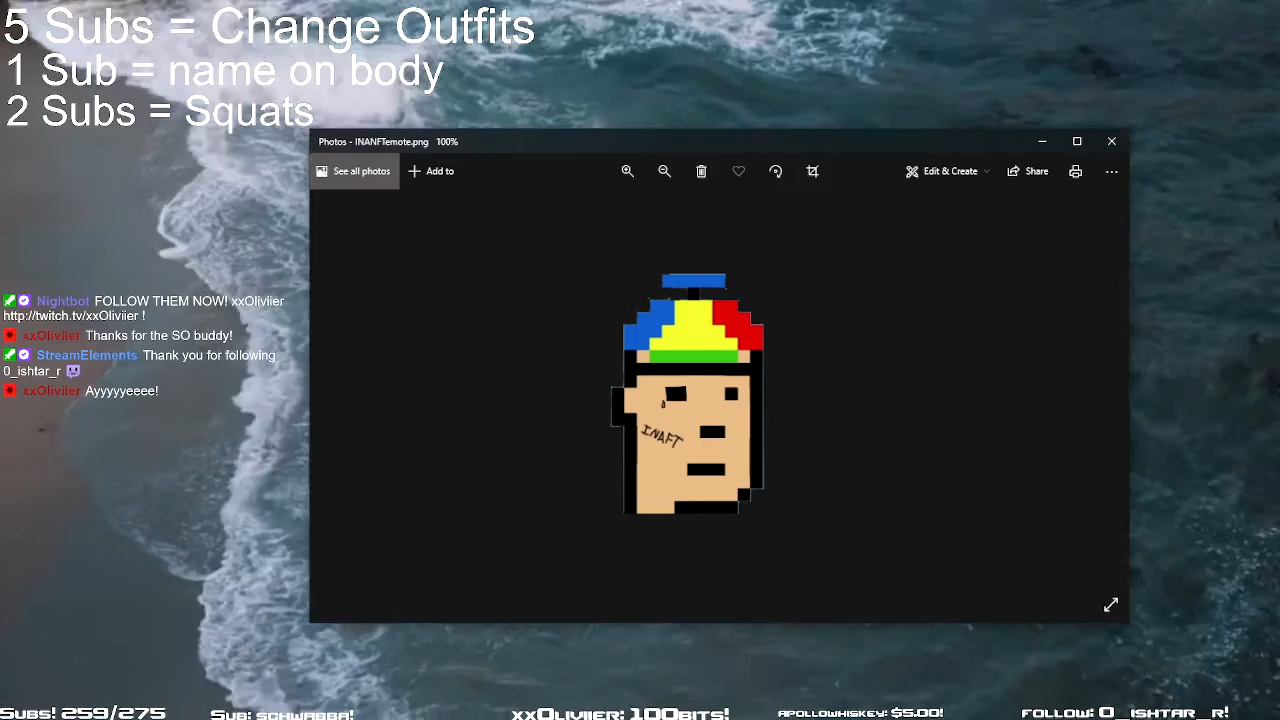 5 Subs = Change Outfits
1 Sub = name on body
2 Subs = Squats
Photos - INANFTemote.png 100%
See all photos
Add to
Edit & Create
Share
Nightbot FOLLOW THEM NOW! xxOliviier
http://twitch.tv/xxOliviier !
xxOliviier Thanks for the SO buddy!
StreamElements Thank you for following
0_ishtar_r
xxOliviier Ayyyyyeeee!
INAFT
Subs! 259/275
Sub: schwabba!
xxOliviier: 100bits!
apollowhiskey: $5.00!
Follow: 0_ishtar_r!